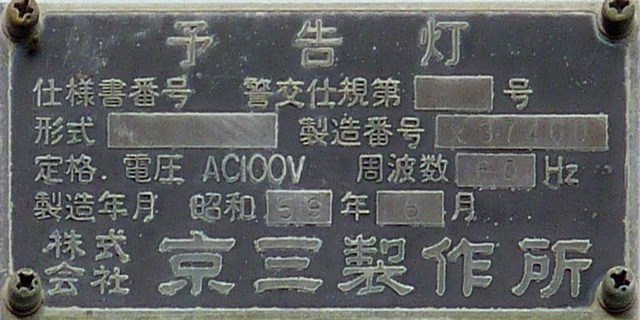 予告灯
仕様書番号 警交仕規第 号
形式 製造番号
定格.電圧 AC100V 周波数 60 Hz
製造年月 昭和 59 年 6 月
株式会社 京三製作所